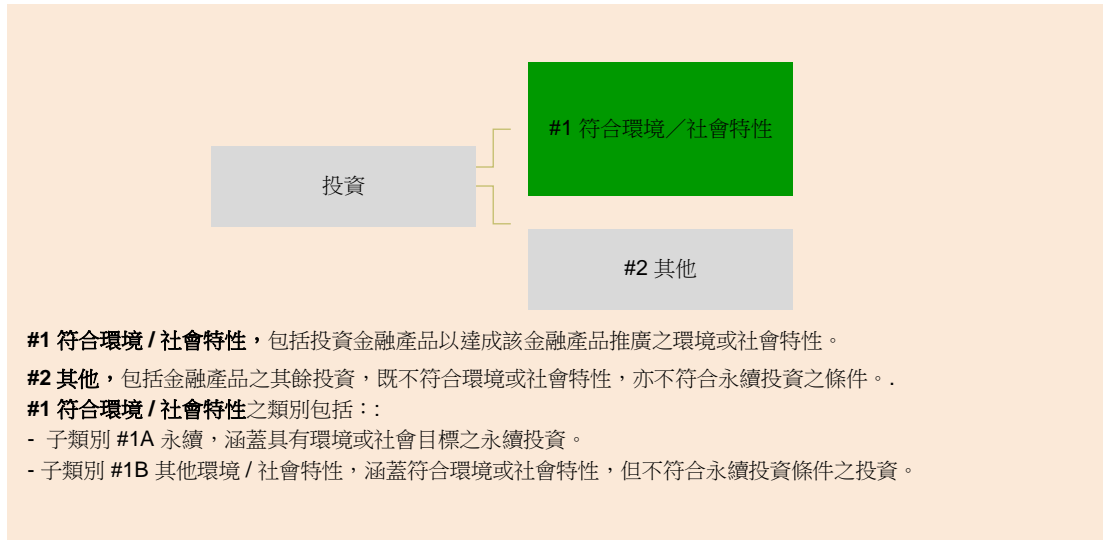 #1 符合環境／社會特性
投資
#2 其他
#1 符合環境 / 社會特性，包括投資金融產品以達成該金融產品推廣之環境或社會特性。
#2 其他，包括金融產品之其餘投資，既不符合環境或社會特性，亦不符合永續投資之條件。.
#1 符合環境 / 社會特性之類別包括：:
- 子類別 #1A 永續，涵蓋具有環境或社會目標之永續投資。
- 子類別 #1B 其他環境 / 社會特性，涵蓋符合環境或社會特性，但不符合永續投資條件之投資。